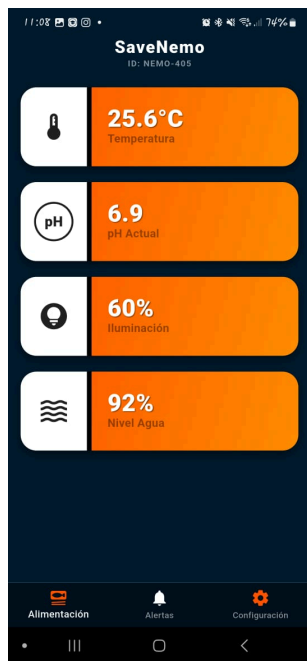 11:08
74%
SaveNemo
ID: NEMO-405
25.6°C
Temperatura
pH
6.9
pH Actual
60%
Iluminación
92%
Nivel Agua
Alimentación
Alertas
Configuración